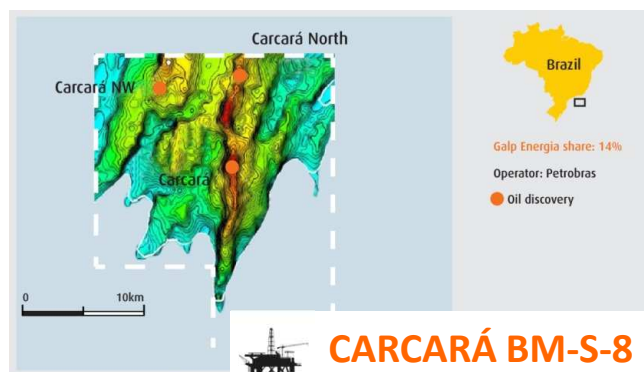 Carcará North
Carcará NW
Carcará
Brazil
Galp Energia share: 14%
Operator: Petrobras
Oil discovery
0 10km
CARCARÁ BM-S-8